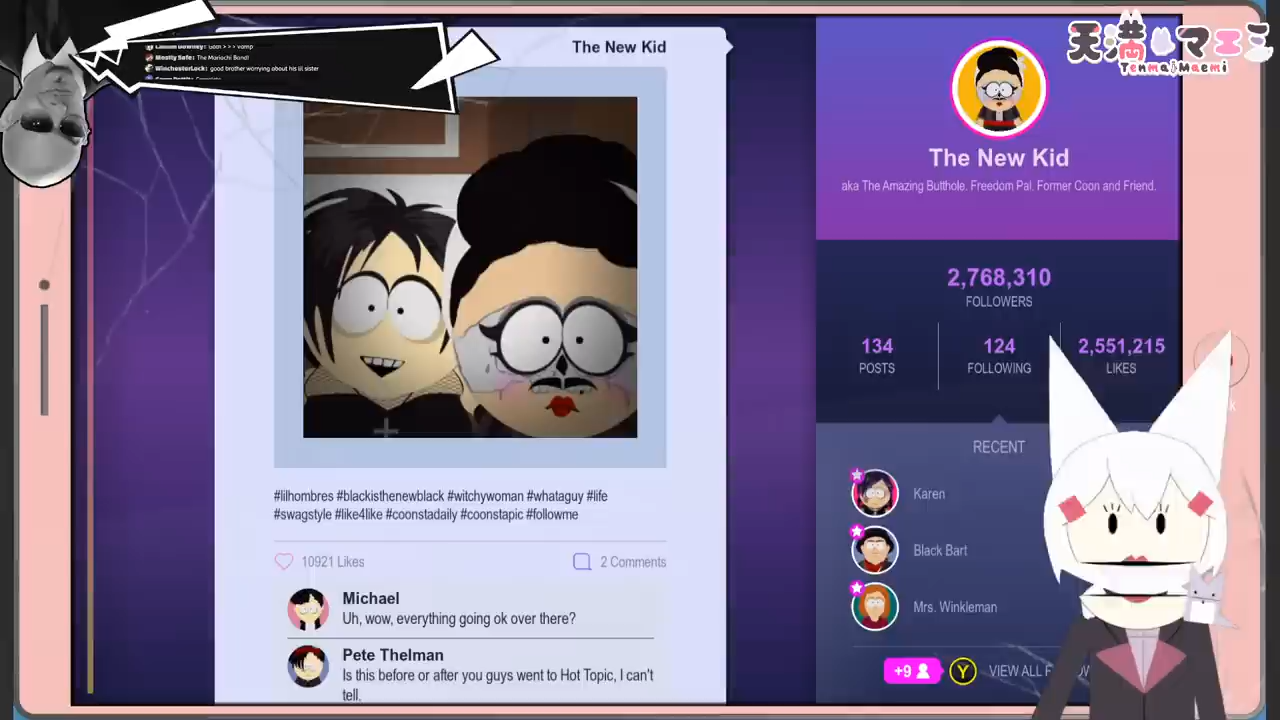 Goth > > > Vamp
Mostly Safe: The Mariachi Band!
WinchesterLock: good brother worrying about his lil sister
The New Kid
#lilhombres #blackisthenewblack #witchywoman #whataguy #life
#swagstyle #like4like #coonstadaily #coonstapic #followme
10921 Likes
2 Comments
Michael
Uh, wow, everything going ok over there?
Pete Thelman
Is this before or after you guys went to Hot Topic, I can't
tell.
天満マエミ
Tenma Maemi
The New Kid
aka The Amazing Butthole. Freedom Pal. Former Coon and Friend.
2,768,310
FOLLOWERS
134
POSTS
124
FOLLOWING
2,551,215
LIKES
RECENT
Karen
Black Bart
Mrs. Winkleman
+9
Y
VIEW ALL